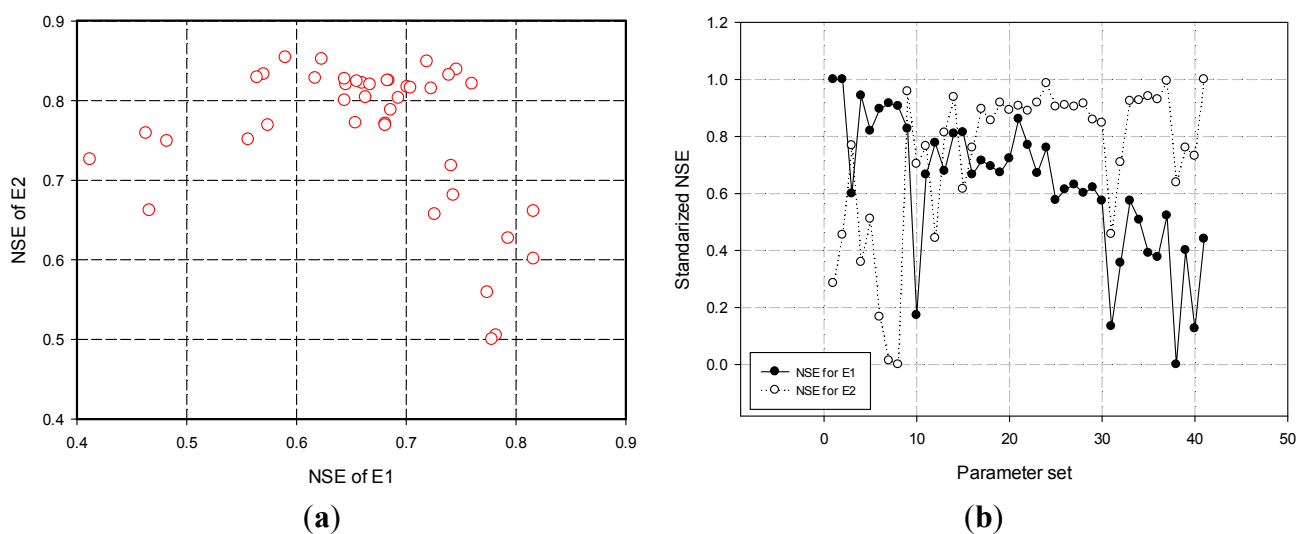 0.9
0.8
0.7
0.6
0.5
0.4
NSE of E2
0.4 0.5 0.6 0.7 0.8 0.9
NSE of E1
(a)
1.2
1.0
0.8
0.6
0.4
0.2
0.0
Standarized NSE
NSE for E1
NSE for E2
0 10 20 30 40 50
Parameter set
(b)